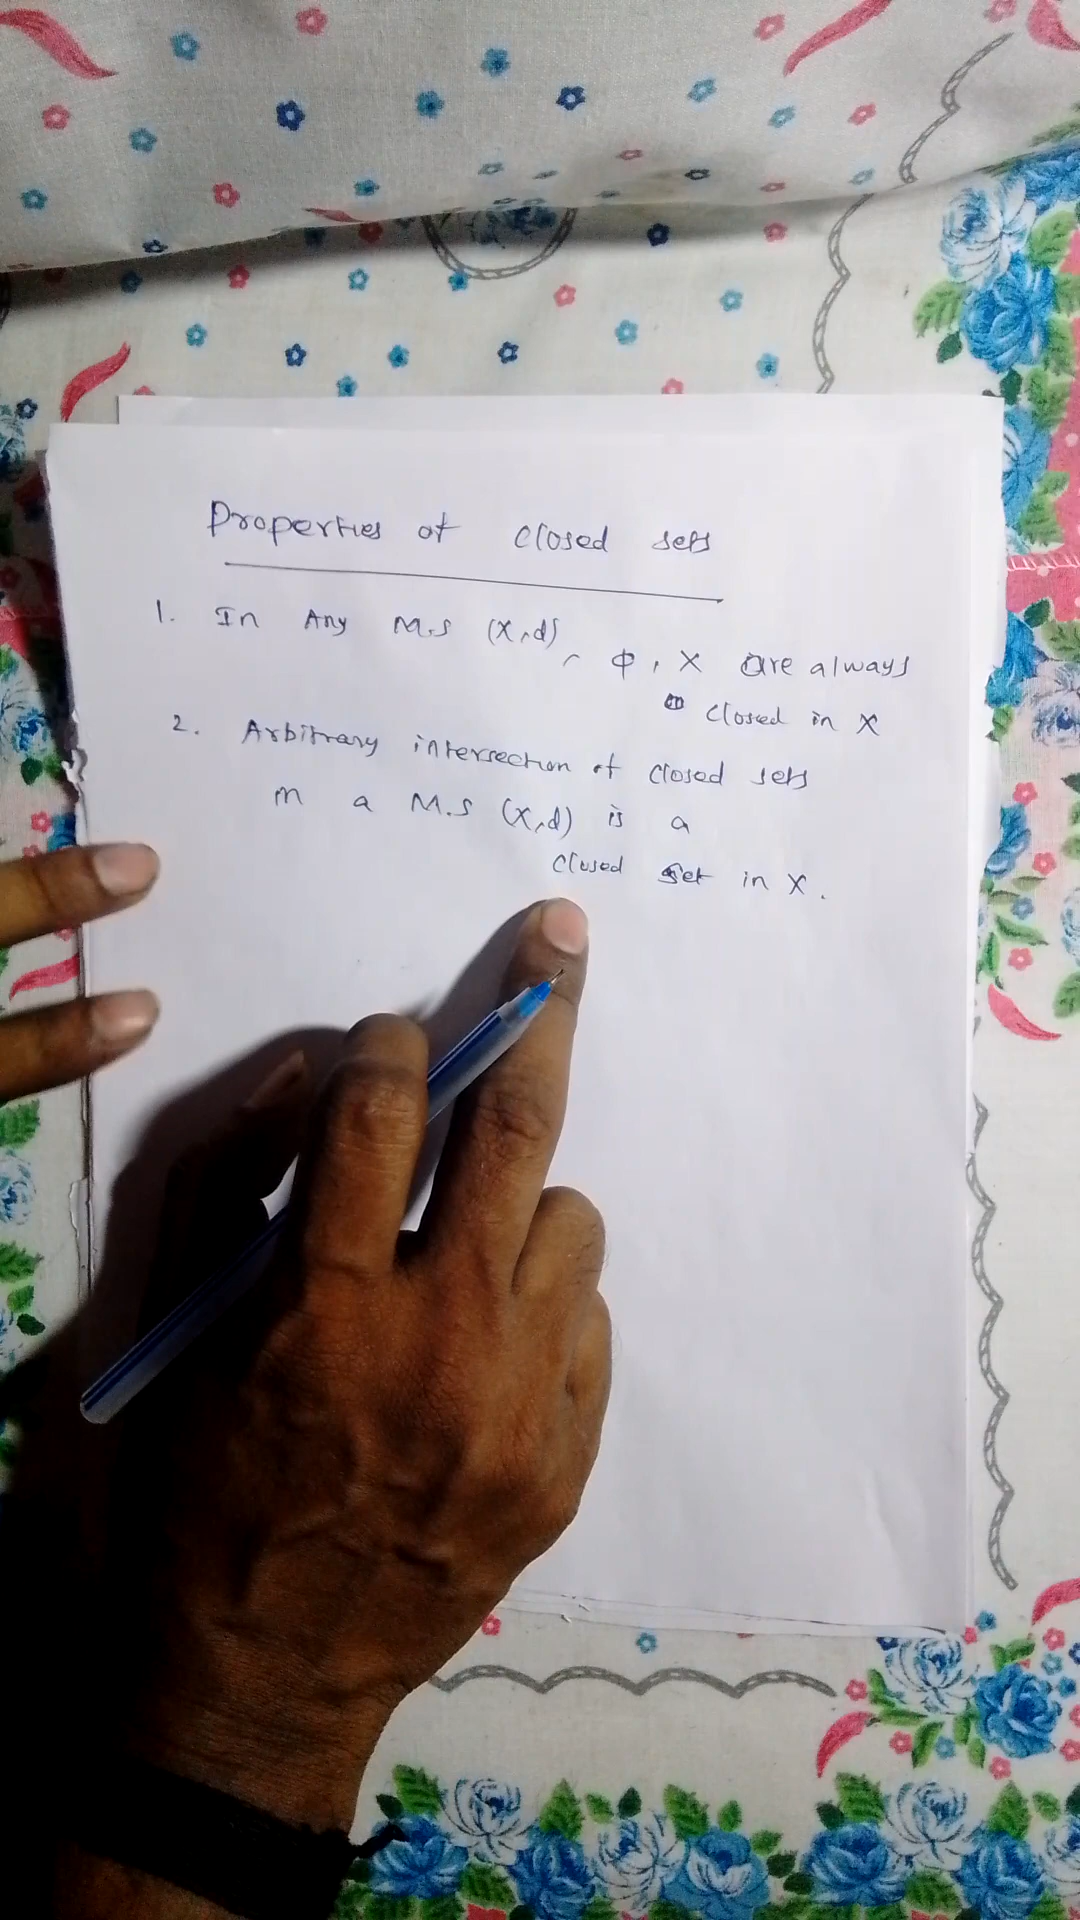 Properties of closed sets
1. In Any M.S (X,d), φ, X are always
closed in X
2. Arbitrary intersection of closed sets
in a M.S (X,d) is a
closed set in X.